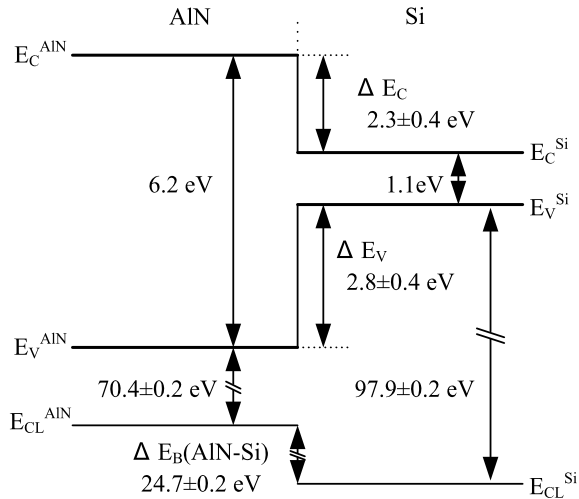 AlN Si
E_C^AlN
Δ E_C
2.3±0.4 eV
E_C^Si
6.2 eV
1.1eV
E_V^Si
Δ E_V
2.8±0.4 eV
E_V^AlN
70.4±0.2 eV
97.9±0.2 eV
E_CL^AlN
Δ E_B(AlN-Si)
24.7±0.2 eV
E_CL^Si